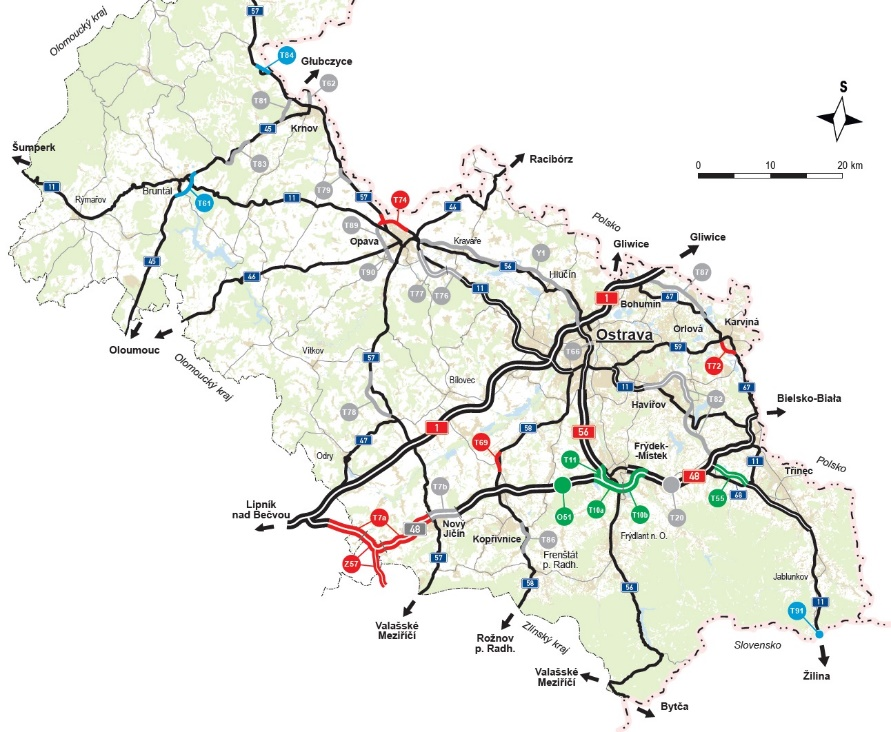 57
Olomoucký kraj
T84
Głubczyce
T62
T81
S
45
Krnov
Šumperk
T83
Racibórz
0
10
20 km
11
Bruntál
T79
Rýmařov
T61
11
57
T74
44
T89
Polsko
Opava
Kravaře
Gliwice
Gliwice
45
T90
56
Y1
46
T77
T76
11
Hlučín
T87
1
67
Bohumín
Oloumouc
Ostrava
Orlová
Karviná
Olomoucký kraj
Vítkov
57
T66
59
T72
Bílovec
11
67
Havířov
T82
Bielsko-Biała
T78
1
58
56
47
T69
Frýdek-
-Místek
T11
Odry
48
11
Třinec
Polsko
T7b
T55
68
Lipník
nad Bečvou
T7a
48
Nový
Jičín
O51
T10a
T10b
T20
Kopřivnice
T86
Frýdlant n. O.
Z57
57
Frenštát
p. Radh.
Jablunkov
58
56
11
T91
Valašské
Meziříčí
Rožnov
p. Radh.
Zlínský kraj
Slovensko
Valašské
Meziříčí
Žilina
Bytča